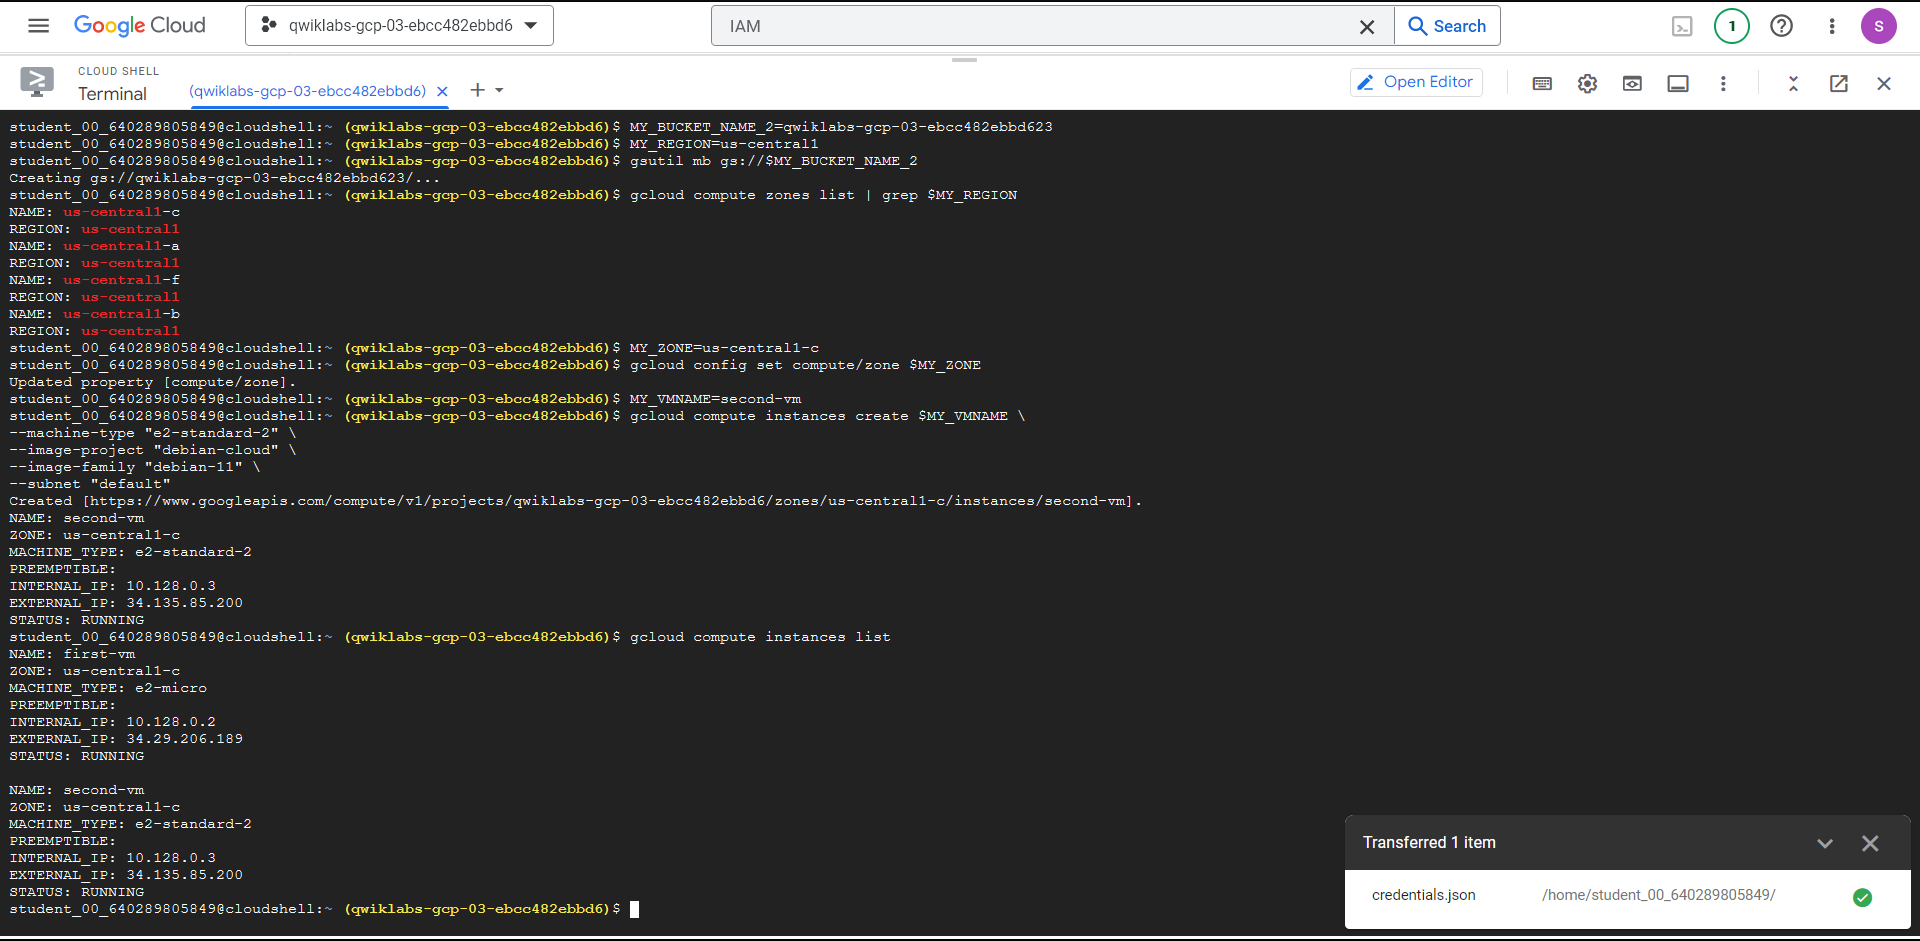 Google Cloud
qwiklabs-gcp-03-ebcc482ebbd6
IAM
Search
1
S
CLOUD SHELL
Terminal
(qwiklabs-gcp-03-ebcc482ebbd6)
Open Editor
student_00_640289805849@cloudshell:~ (qwiklabs-gcp-03-ebcc482ebbd6)$ MY_BUCKET_NAME_2=qwiklabs-gcp-03-ebcc482ebbd623
student_00_640289805849@cloudshell:~ (qwiklabs-gcp-03-ebcc482ebbd6)$ MY_REGION=us-central1
student_00_640289805849@cloudshell:~ (qwiklabs-gcp-03-ebcc482ebbd6)$ gsutil mb gs://$MY_BUCKET_NAME_2
Creating gs://qwiklabs-gcp-03-ebcc482ebbd623/...
student_00_640289805849@cloudshell:~ (qwiklabs-gcp-03-ebcc482ebbd6)$ gcloud compute zones list | grep $MY_REGION
NAME: us-central1-c
REGION: us-central1
NAME: us-central1-a
REGION: us-central1
NAME: us-central1-f
REGION: us-central1
NAME: us-central1-b
REGION: us-central1
student_00_640289805849@cloudshell:~ (qwiklabs-gcp-03-ebcc482ebbd6)$ MY_ZONE=us-central1-c
student_00_640289805849@cloudshell:~ (qwiklabs-gcp-03-ebcc482ebbd6)$ gcloud config set compute/zone $MY_ZONE
Updated property [compute/zone].
student_00_640289805849@cloudshell:~ (qwiklabs-gcp-03-ebcc482ebbd6)$ MY_VMNAME=second-vm
student_00_640289805849@cloudshell:~ (qwiklabs-gcp-03-ebcc482ebbd6)$ gcloud compute instances create $MY_VMNAME \
--machine-type "e2-standard-2" \
--image-project "debian-cloud" \
--image-family "debian-11" \
--subnet "default"
Created [https://www.googleapis.com/compute/v1/projects/qwiklabs-gcp-03-ebcc482ebbd6/zones/us-central1-c/instances/second-vm].
NAME: second-vm
ZONE: us-central1-c
MACHINE_TYPE: e2-standard-2
PREEMPTIBLE:
INTERNAL_IP: 10.128.0.3
EXTERNAL_IP: 34.135.85.200
STATUS: RUNNING
student_00_640289805849@cloudshell:~ (qwiklabs-gcp-03-ebcc482ebbd6)$ gcloud compute instances list
NAME: first-vm
ZONE: us-central1-c
MACHINE_TYPE: e2-micro
PREEMPTIBLE:
INTERNAL_IP: 10.128.0.2
EXTERNAL_IP: 34.29.206.189
STATUS: RUNNING
NAME: second-vm
ZONE: us-central1-c
MACHINE_TYPE: e2-standard-2
PREEMPTIBLE:
INTERNAL_IP: 10.128.0.3
EXTERNAL_IP: 34.135.85.200
STATUS: RUNNING
student_00_640289805849@cloudshell:~ (qwiklabs-gcp-03-ebcc482ebbd6)$
Transferred 1 item
credentials.json /home/student_00_640289805849/